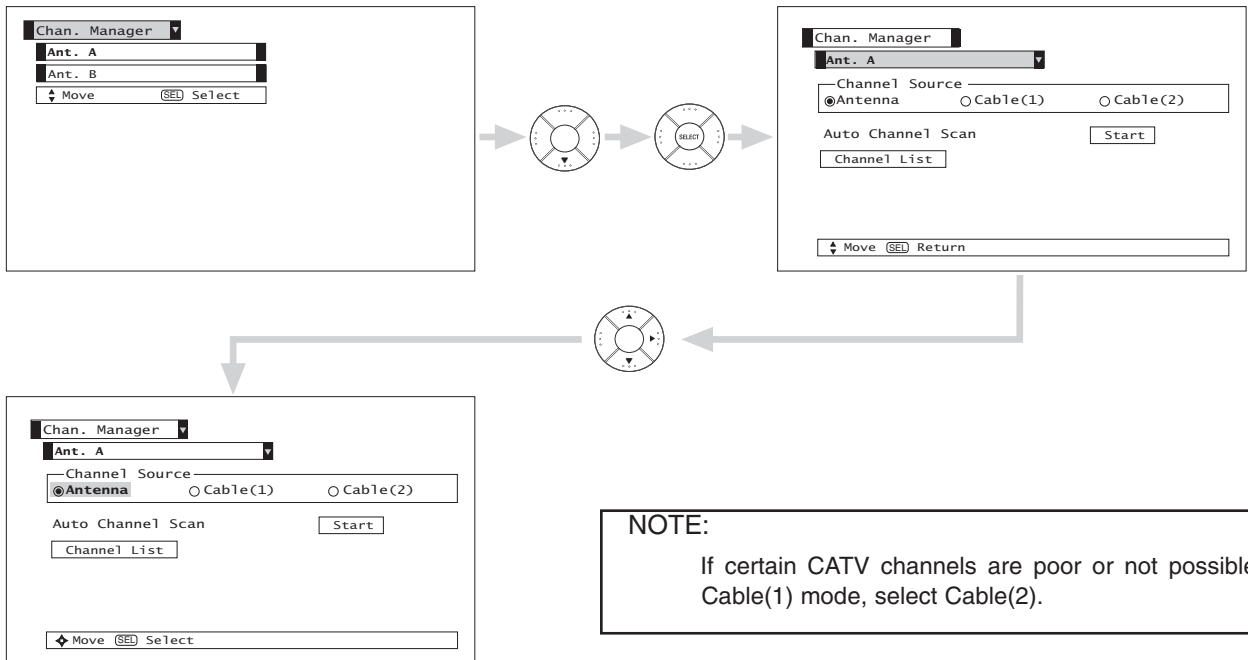 Chan. Manager
Ant. A
Ant. B
Move SEL Select
SELECT
Chan. Manager
Ant. A
Channel Source
Antenna Cable(1) Cable(2)
Auto Channel Scan Start
Channel List
Move SEL Return
Chan. Manager
Ant. A
Channel Source
Antenna Cable(1) Cable(2)
Auto Channel Scan Start
Channel List
Move SEL Select
NOTE:
If certain CATV channels are poor or not possible
Cable(1) mode, select Cable(2).